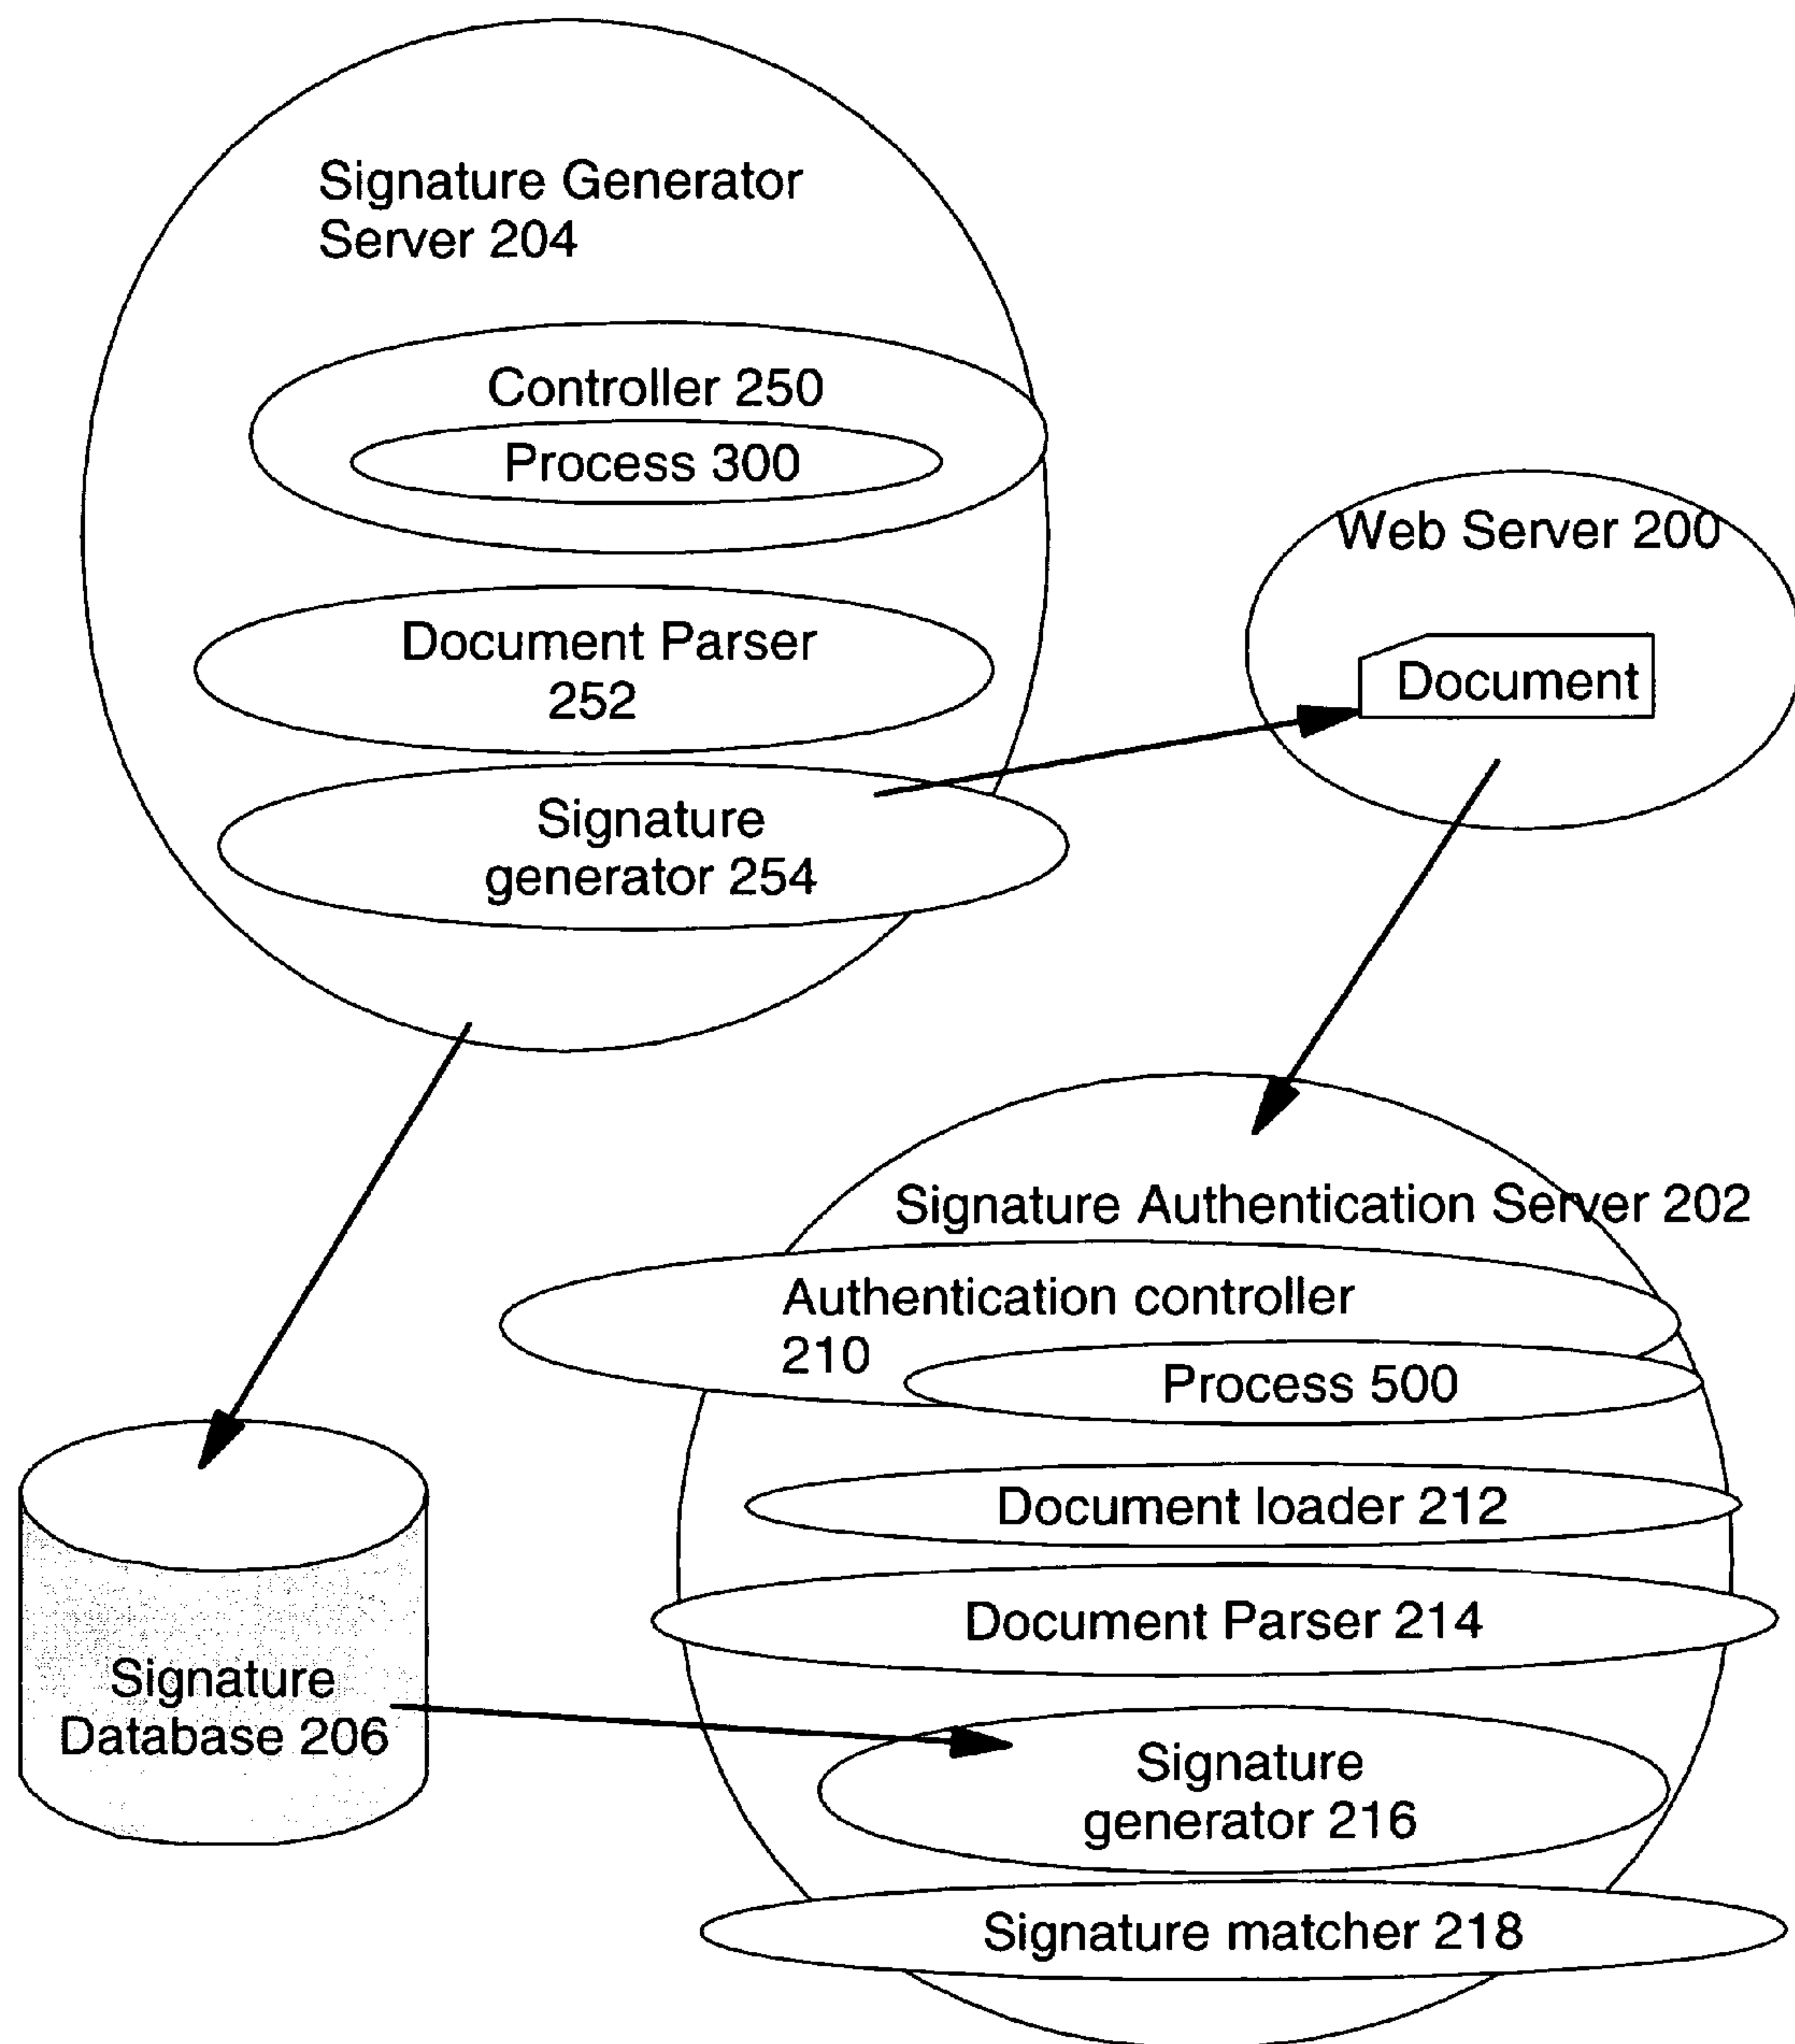 Signature Generator
Server 204
Controller 250
Process 300
Document Parser
252
Signature
generator 254
Web Server 200
Document
Signature Authentication Server 202
Authentication controller
210
Process 500
Document loader 212
Document Parser 214
Signature
generator 216
Signature matcher 218
Signature
Database 206